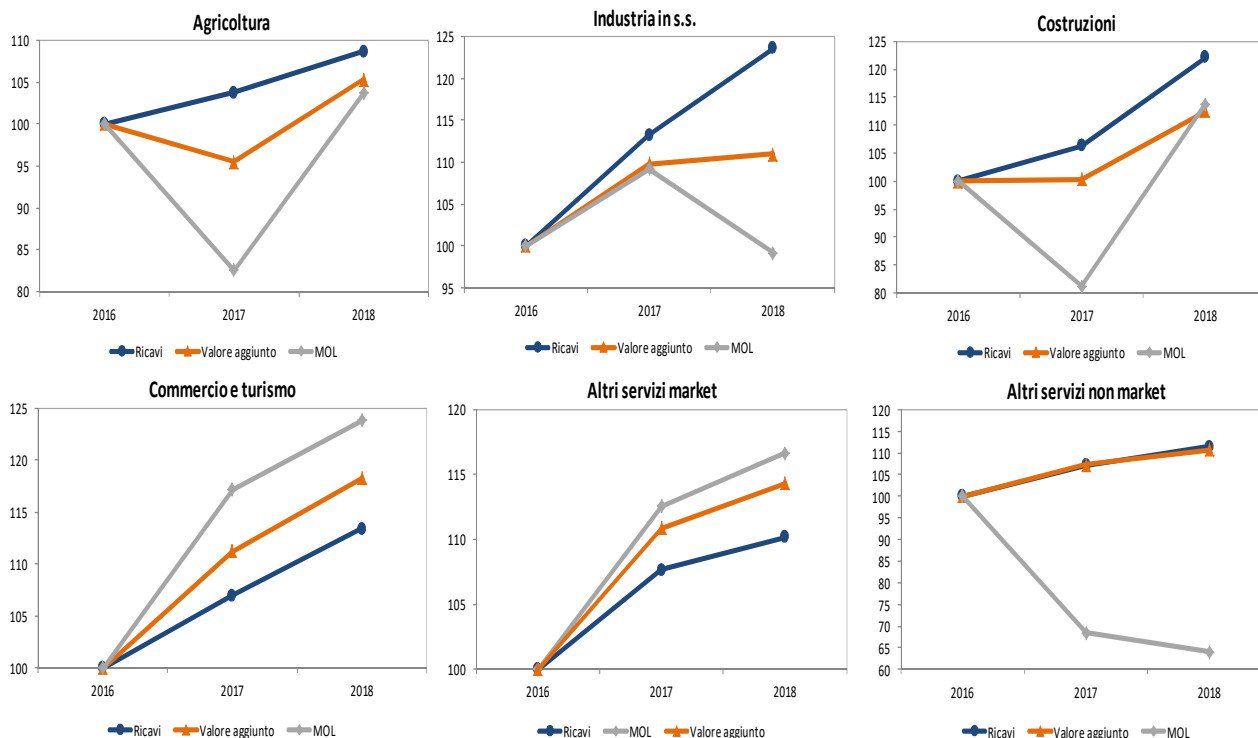 Agricoltura
110
105
100
95
90
85
80
2016 2017 2018
Ricavi Valore aggiunto MOL
Industria in s.s.
125
120
115
110
105
100
95
2016 2017 2018
Ricavi Valore aggiunto MOL
Costruzioni
125
120
115
110
105
100
95
90
85
80
2016 2017 2018
Ricavi Valore aggiunto MOL
Commercio e turismo
125
120
115
110
105
100
2016 2017 2018
Ricavi Valore aggiunto MOL
Altri servizi market
120
115
110
105
100
2016 2017 2018
Ricavi MOL Valore aggiunto
Altri servizi non market
120
115
110
105
100
95
90
85
80
75
70
65
60
2016 2017 2018
Ricavi Valore aggiunto MOL